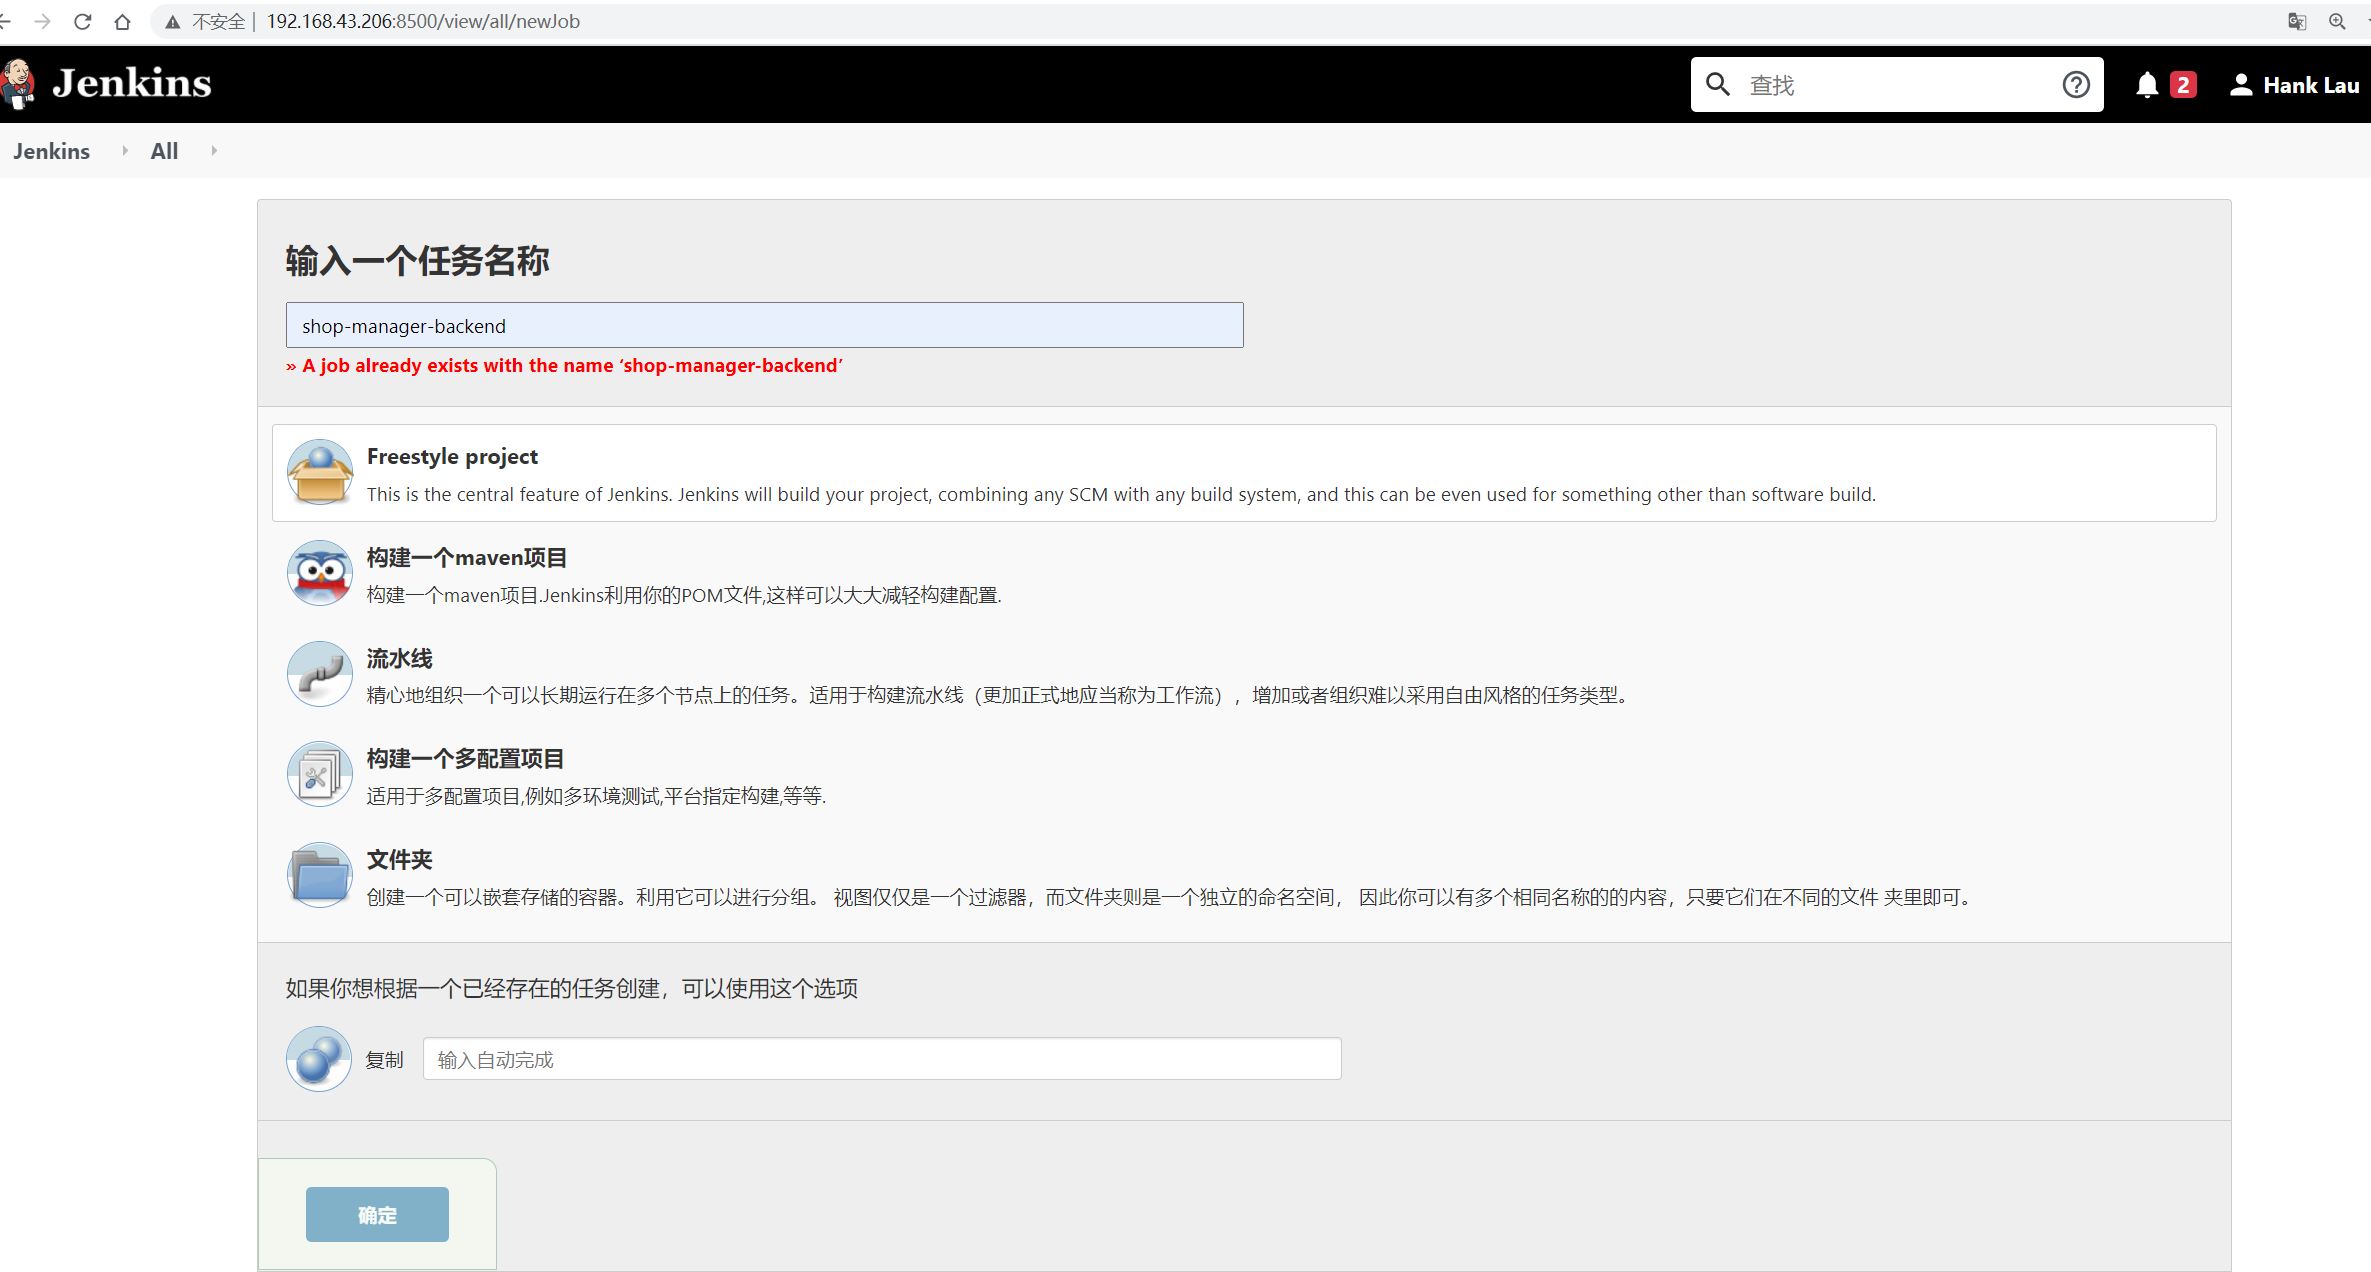 不安全 | 192.168.43.206:8500/view/all/newJob
Jenkins
查找
2
Hank Lau
Jenkins
All
输入一个任务名称
shop-manager-backend
» A job already exists with the name ‘shop-manager-backend’
Freestyle project
This is the central feature of Jenkins. Jenkins will build your project, combining any SCM with any build system, and this can be even used for something other than software build.
构建一个maven项目
构建一个maven项目.Jenkins利用你的POM文件,这样可以大大减轻构建配置.
流水线
精心地组织一个可以长期运行在多个节点上的任务。适用于构建流水线（更加正式地应当称为工作流），增加或者组织难以采用自由风格的任务类型。
构建一个多配置项目
适用于多配置项目,例如多环境测试,平台指定构建,等等.
文件夹
创建一个可以嵌套存储的容器。利用它可以进行分组。 视图仅仅是一个过滤器，而文件夹则是一个独立的命名空间， 因此你可以有多个相同名称的的内容，只要它们在不同的文件 夹里即可。
如果你想根据一个已经存在的任务创建，可以使用这个选项
复制
输入自动完成
确定